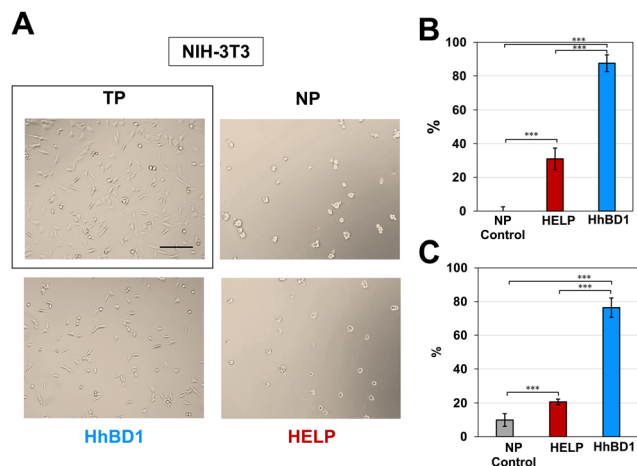 A
NIH-3T3
TP
NP
HhBD1
HELP
B
100
80
60
40
20
0
%
***
***
***
NP
Control
HELP
HhBD1
C
100
80
60
40
20
0
%
***
***
***
NP
Control
HELP
HhBD1